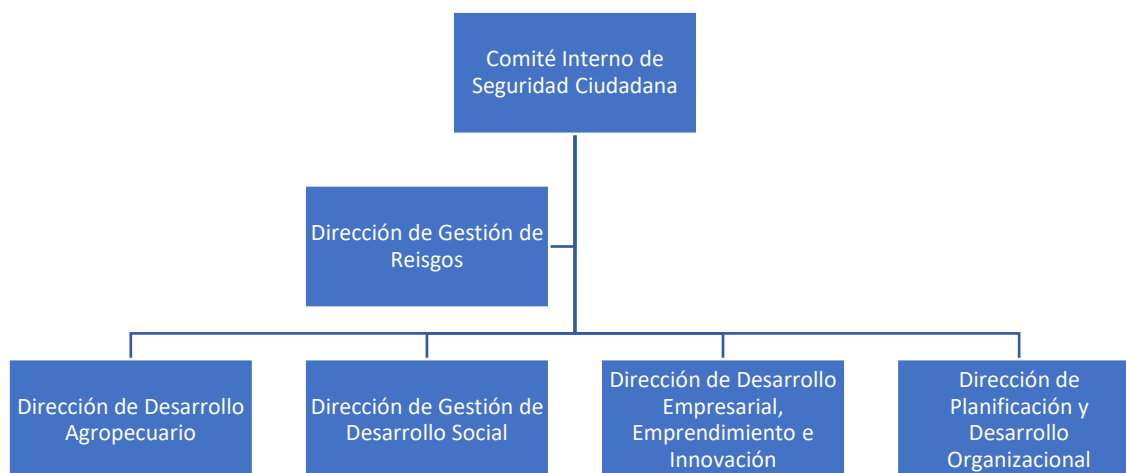 Comité Interno de
Seguridad Ciudadana
Dirección de Gestión de
Reisgos
Dirección de Desarrollo
Agropecuario
Dirección de Gestión de
Desarrollo Social
Dirección de Desarrollo
Empresarial,
Emprendimiento e
Innovación
Dirección de
Planificación y
Desarrollo
Organizacional